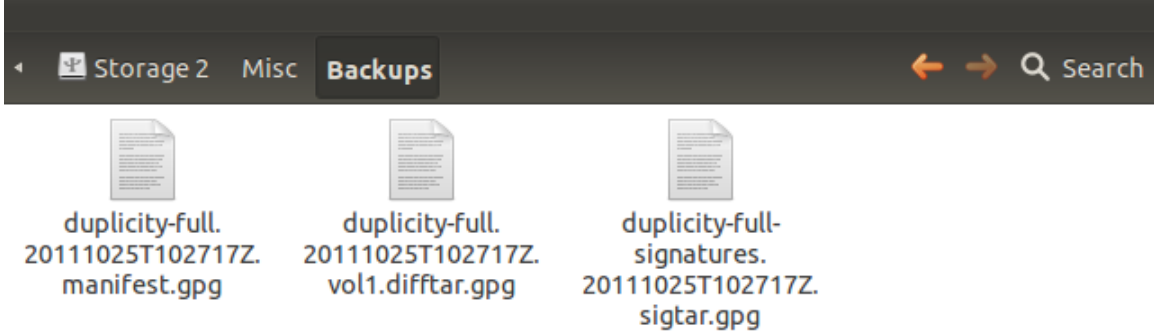 Storage 2 Misc Backups Search
duplicity-full.
20111025T102717Z.
manifest.gpg
duplicity-full.
20111025T102717Z.
vol1.difftar.gpg
duplicity-full-
signatures.
20111025T102717Z.
sigtar.gpg